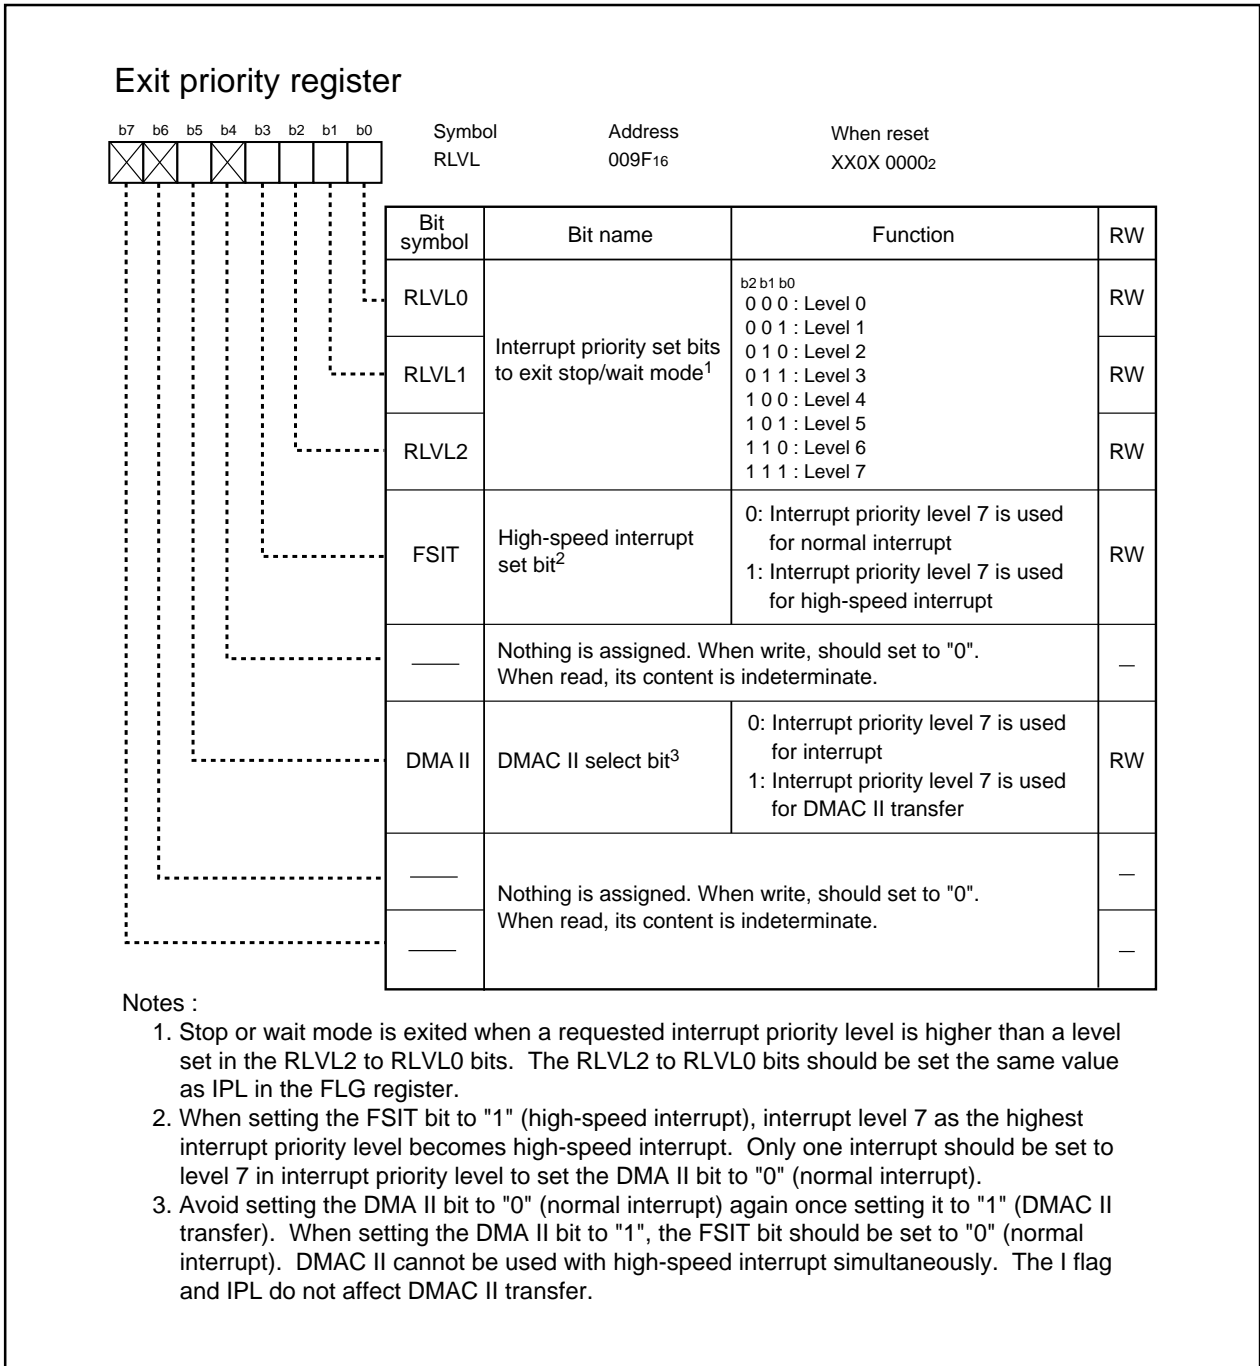 Exit priority register
b7 b6 b5 b4 b3 b2 b1 b0
Symbol Address When reset
RLVL 009F16 XX0X 00002
Bit symbol Bit name Function RW
RLVL0 RW
RLVL1 RW
RLVL2 RW
Interrupt priority set bits
to exit stop/wait mode1
b2 b1 b0
0 0 0 : Level 0
0 0 1 : Level 1
0 1 0 : Level 2
0 1 1 : Level 3
1 0 0 : Level 4
1 0 1 : Level 5
1 1 0 : Level 6
1 1 1 : Level 7
FSIT
High-speed interrupt
set bit2
0: Interrupt priority level 7 is used
for normal interrupt
1: Interrupt priority level 7 is used
for high-speed interrupt
RW
Nothing is assigned. When write, should set to "0".
When read, its content is indeterminate.
DMA II
DMAC II select bit3
0: Interrupt priority level 7 is used
for interrupt
1: Interrupt priority level 7 is used
for DMAC II transfer
RW
Nothing is assigned. When write, should set to "0".
When read, its content is indeterminate.
Notes :
1. Stop or wait mode is exited when a requested interrupt priority level is higher than a level
set in the RLVL2 to RLVL0 bits. The RLVL2 to RLVL0 bits should be set the same value
as IPL in the FLG register.
2. When setting the FSIT bit to "1" (high-speed interrupt), interrupt level 7 as the highest
interrupt priority level becomes high-speed interrupt. Only one interrupt should be set to
level 7 in interrupt priority level to set the DMA II bit to "0" (normal interrupt).
3. Avoid setting the DMA II bit to "0" (normal interrupt) again once setting it to "1" (DMAC II
transfer). When setting the DMA II bit to "1", the FSIT bit should be set to "0" (normal
interrupt). DMAC II cannot be used with high-speed interrupt simultaneously. The I flag
and IPL do not affect DMAC II transfer.